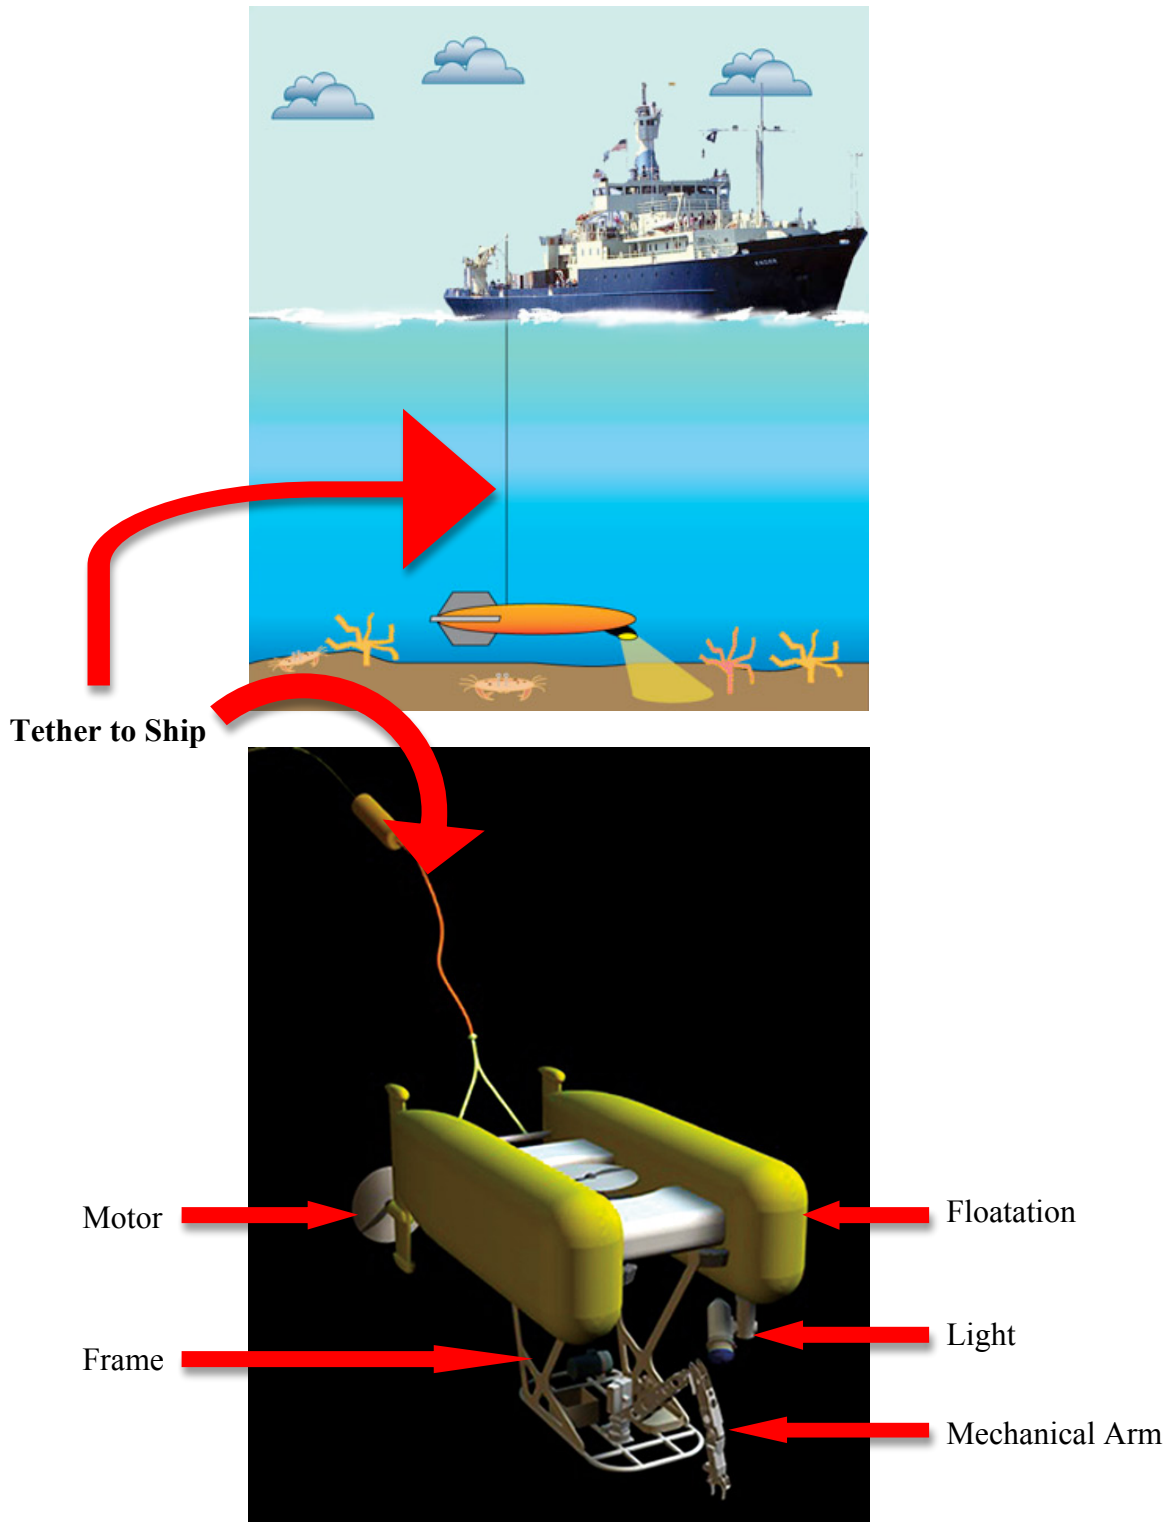 Tether to Ship
Motor
Floatation
Light
Frame
Mechanical Arm